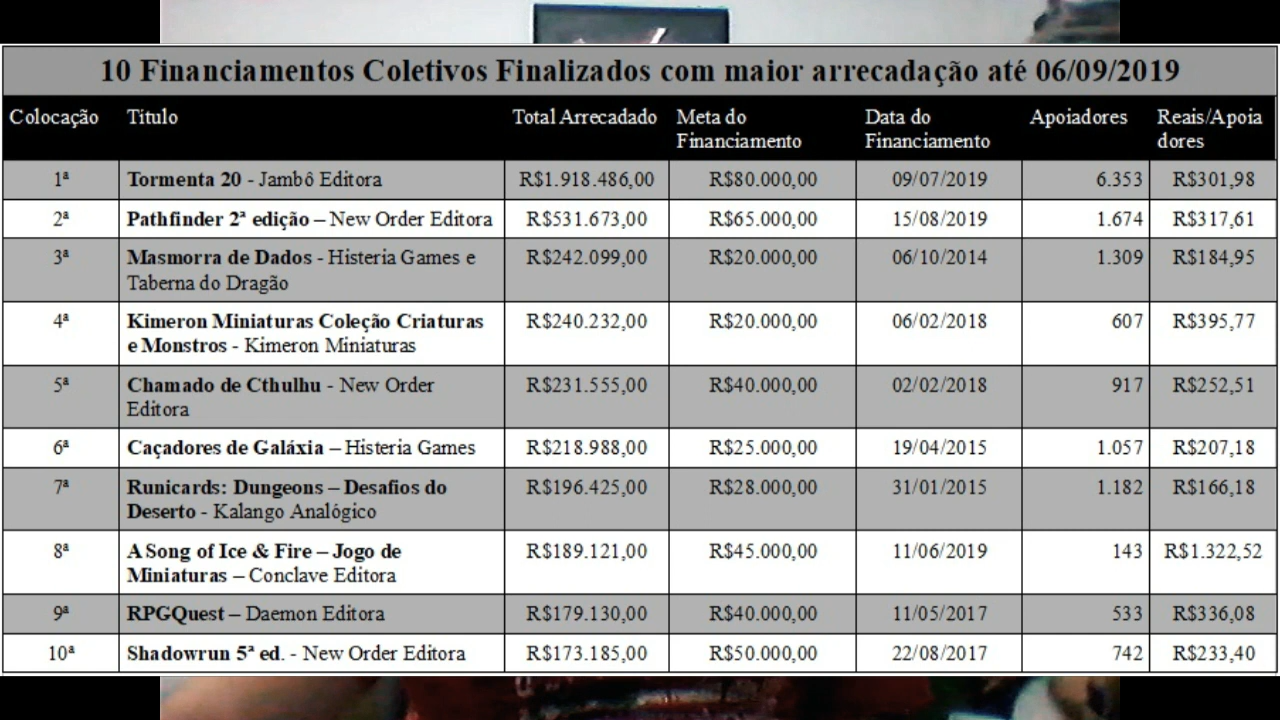 10 Financiamentos Coletivos Finalizados com maior arrecadação até 06/09/2019
Colocação Titulo Total Arrecadado Meta do Financiamento Data do Financiamento Apoiadores Reais/Apoia dores
1ª Tormenta 20 - Jambô Editora R$1.918.486,00 R$80.000,00 09/07/2019 6.353 R$301,98
2ª Pathfinder 2ª edição – New Order Editora R$531.673,00 R$65.000,00 15/08/2019 1.674 R$317,61
3ª Masmorra de Dados - Histeria Games e Taberna do Dragão R$242.099,00 R$20.000,00 06/10/2014 1.309 R$184,95
4ª Kimeron Miniaturas Coleção Criaturas e Monstros - Kimeron Miniaturas R$240.232,00 R$20.000,00 06/02/2018 607 R$395,77
5ª Chamado de Cthulhu - New Order Editora R$231.555,00 R$40.000,00 02/02/2018 917 R$252,51
6ª Caçadores de Galáxia – Histeria Games R$218.988,00 R$25.000,00 19/04/2015 1.057 R$207,18
7ª Runicards: Dungeons – Desafios do Deserto - Kalango Analógico R$196.425,00 R$28.000,00 31/01/2015 1.182 R$166,18
8ª A Song of Ice & Fire – Jogo de Miniaturas – Conclave Editora R$189.121,00 R$45.000,00 11/06/2019 143 R$1.322,52
9ª RPGQuest – Daemon Editora R$179.130,00 R$40.000,00 11/05/2017 533 R$336,08
10ª Shadowrun 5ª ed. - New Order Editora R$173.185,00 R$50.000,00 22/08/2017 742 R$233,40